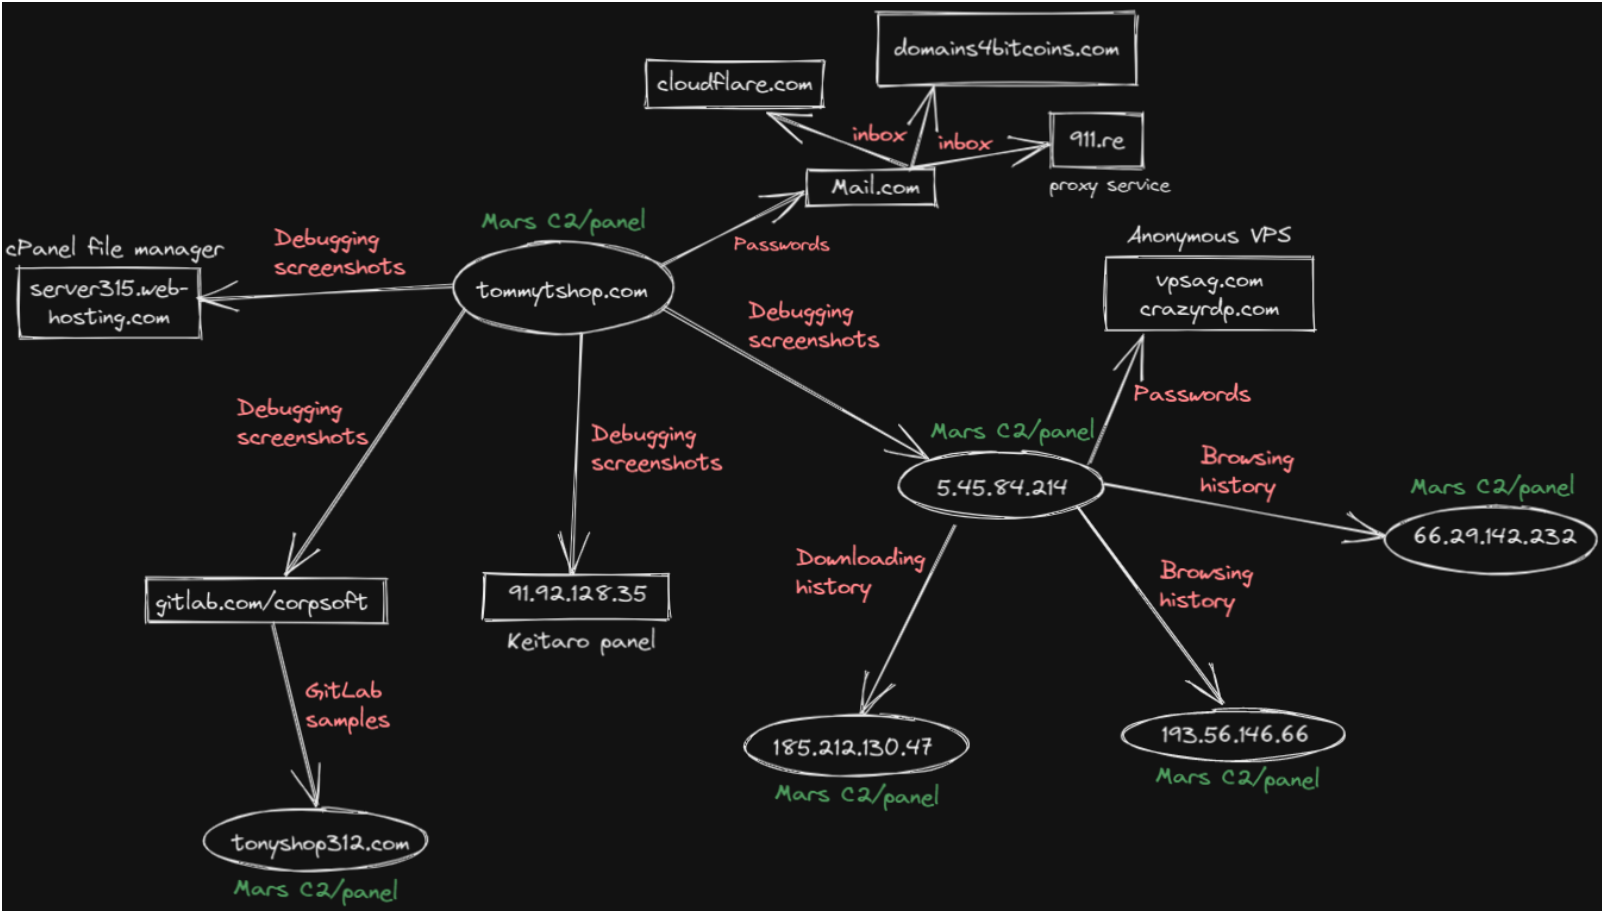 domains4bitcoins.com
cloudflare.com
inbox
inbox
911.re
proxy service
Mail.com
Mars C2/panel
Passwords
tommytshop.com
cPanel file manager
server315.web-
hosting.com
Debugging
screenshots
Anonymous VPS
vpsag.com
crazyrdp.com
Debugging
screenshots
Passwords
Debugging
screenshots
Debugging
screenshots
Mars C2/panel
5.45.84.214
Browsing
history
Mars C2/panel
66.29.142.232
Downloading
history
Browsing
history
gitlab.com/corpsoft
91.92.128.35
Keitaro panel
GitLab
samples
185.212.130.47
Mars C2/panel
193.56.146.66
Mars C2/panel
tonyshop312.com
Mars C2/panel